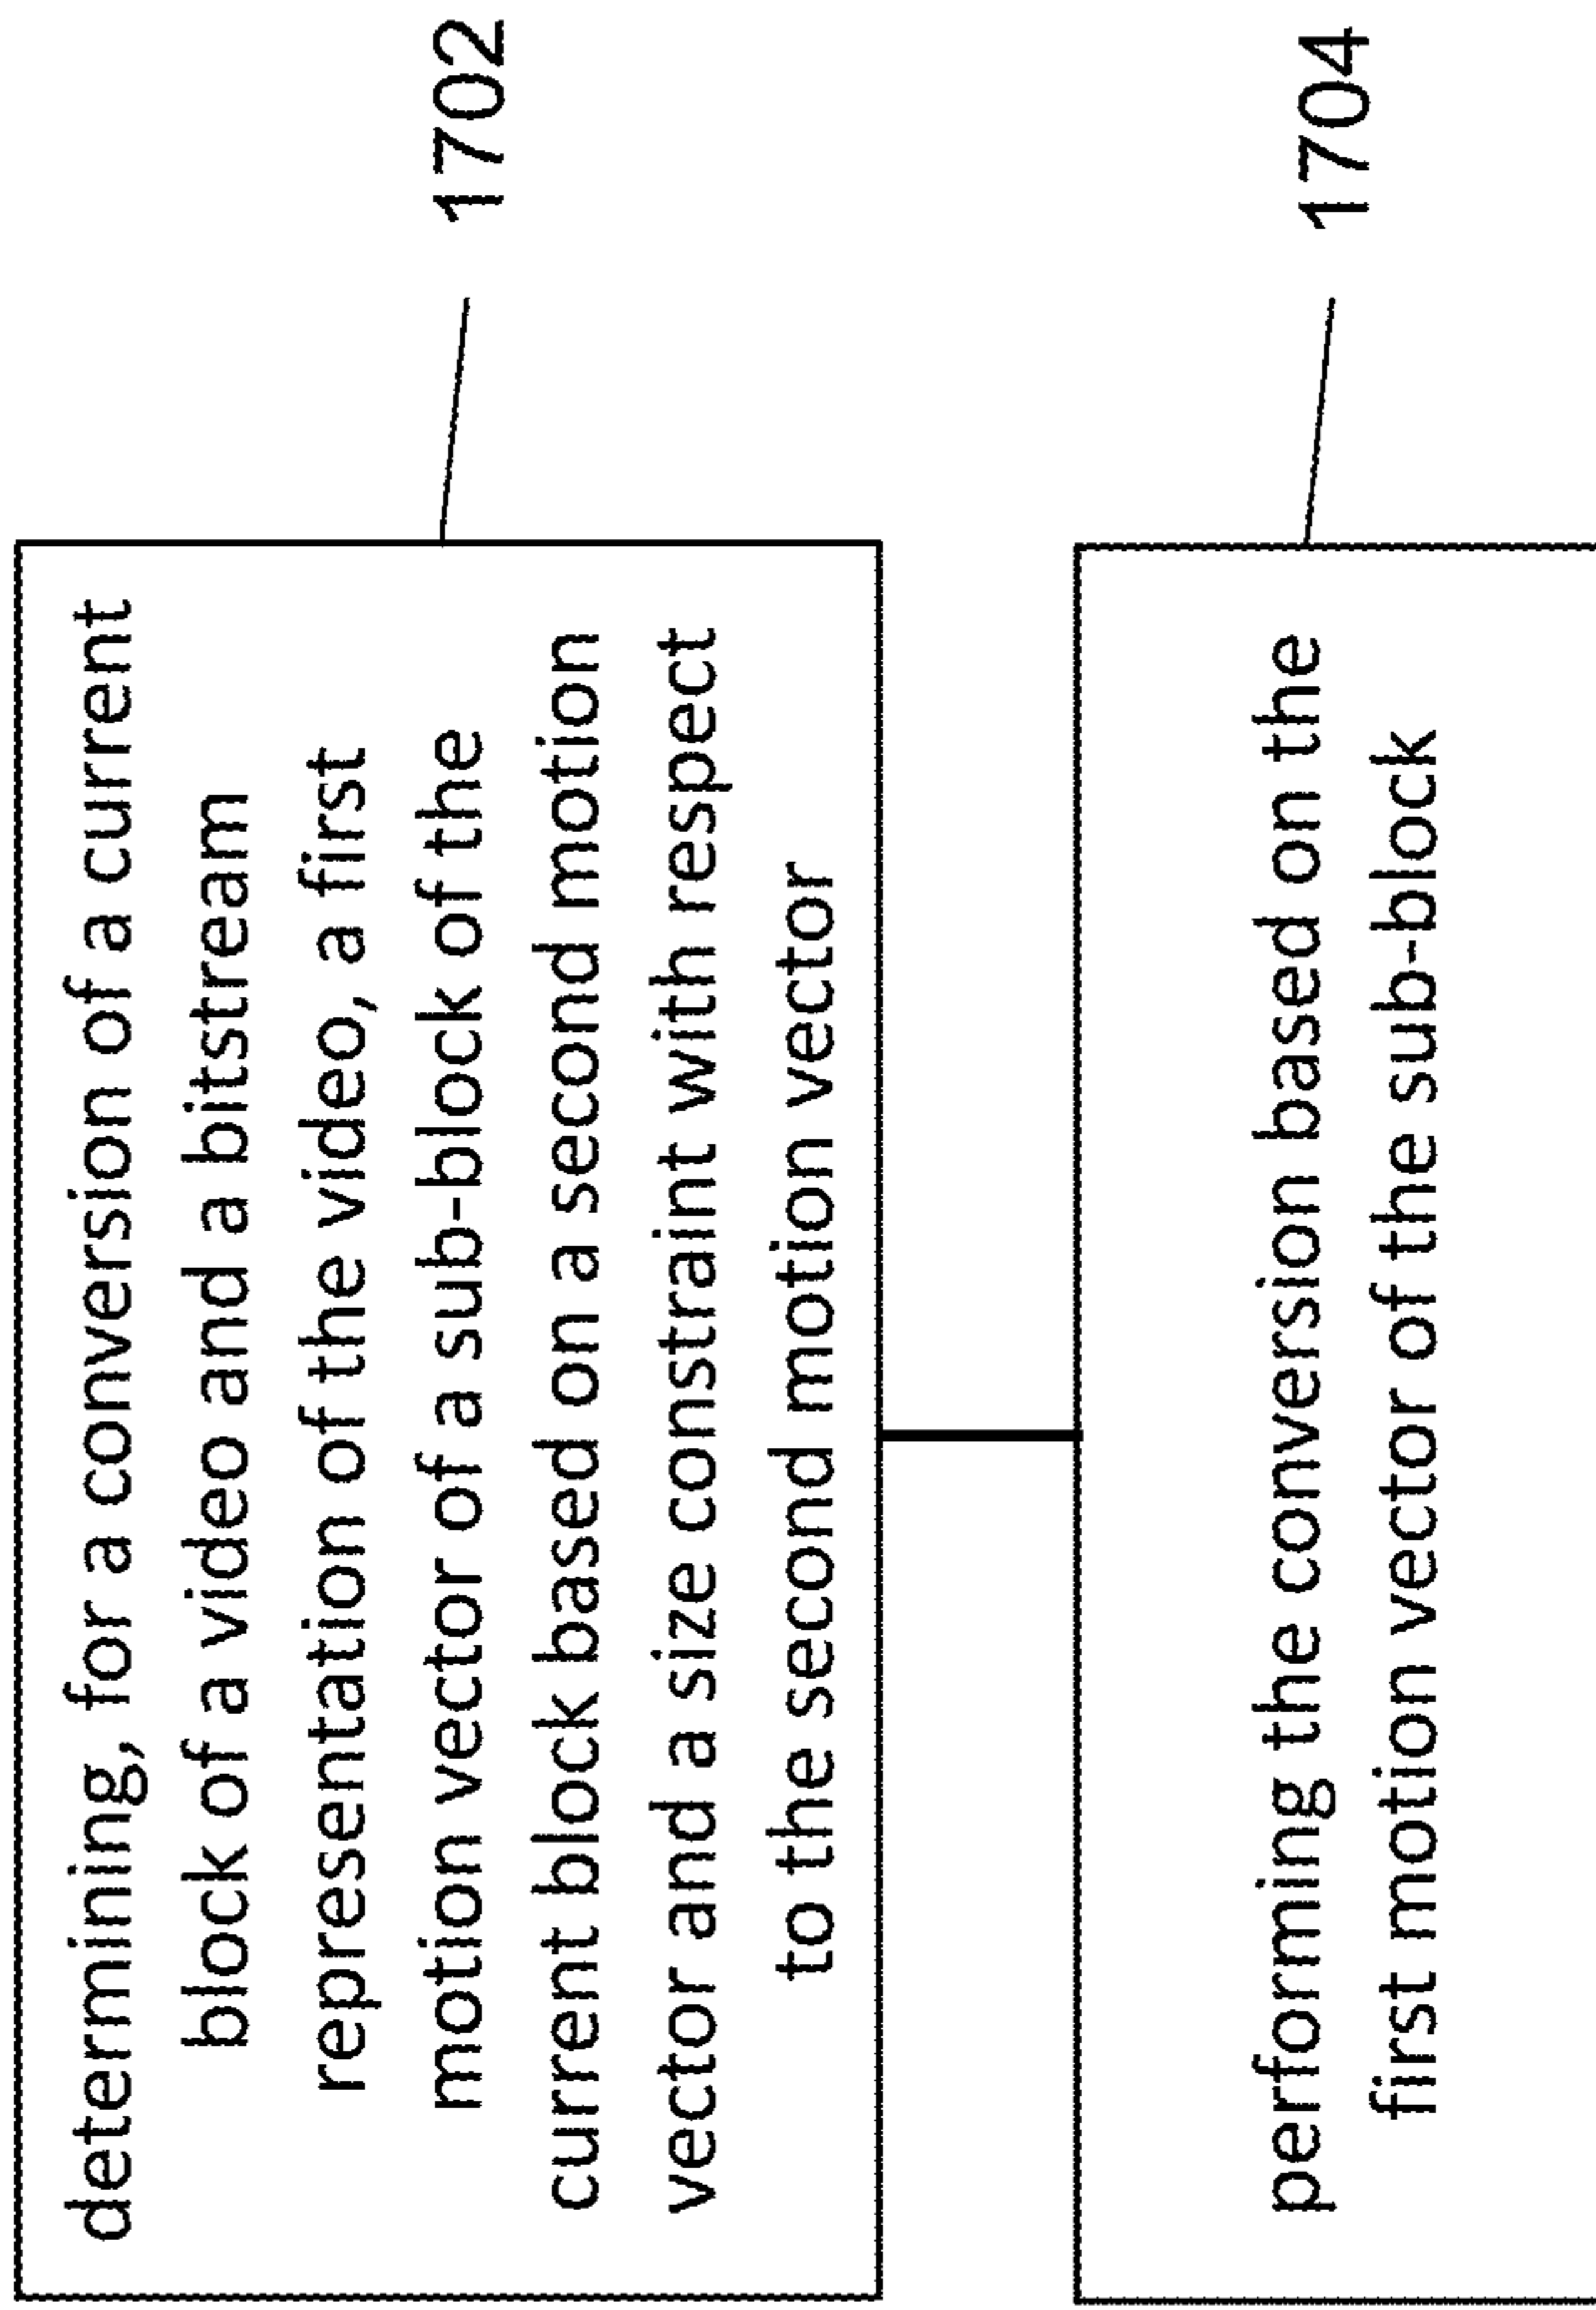 determining, for a conversion of a current
block of a video and a bitstream
representation of the video, a first
motion vector of a sub-block of the
current block based on a second motion
vector and a size constraint with respect
to the second motion vector
1702
performing the conversion based on the
first motion vector of the sub-block
1704